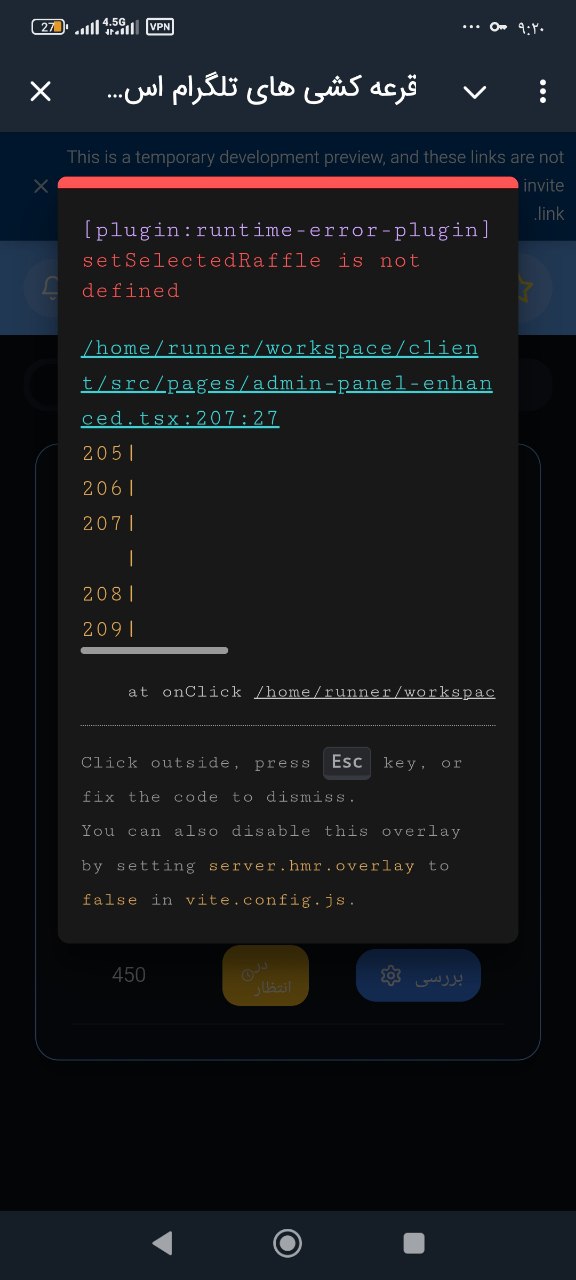 27
4.5G
VPN
۹:۲۰
قرعه کشی های تلگرام اس...
This is a temporary development preview, and these links are not
invite
.link
[plugin:runtime-error-plugin]
setSelectedRaffle is not
defined
/home/runner/workspace/clien
t/src/pages/admin-panel-enhan
ced.tsx:207:27
205|
206|
207|
|
208|
209|
at onClick /home/runner/workspac
Click outside, press Esc key, or
fix the code to dismiss.
You can also disable this overlay
by setting server.hmr.overlay to
false in vite.config.js.
450
در
انتظار
بررسی